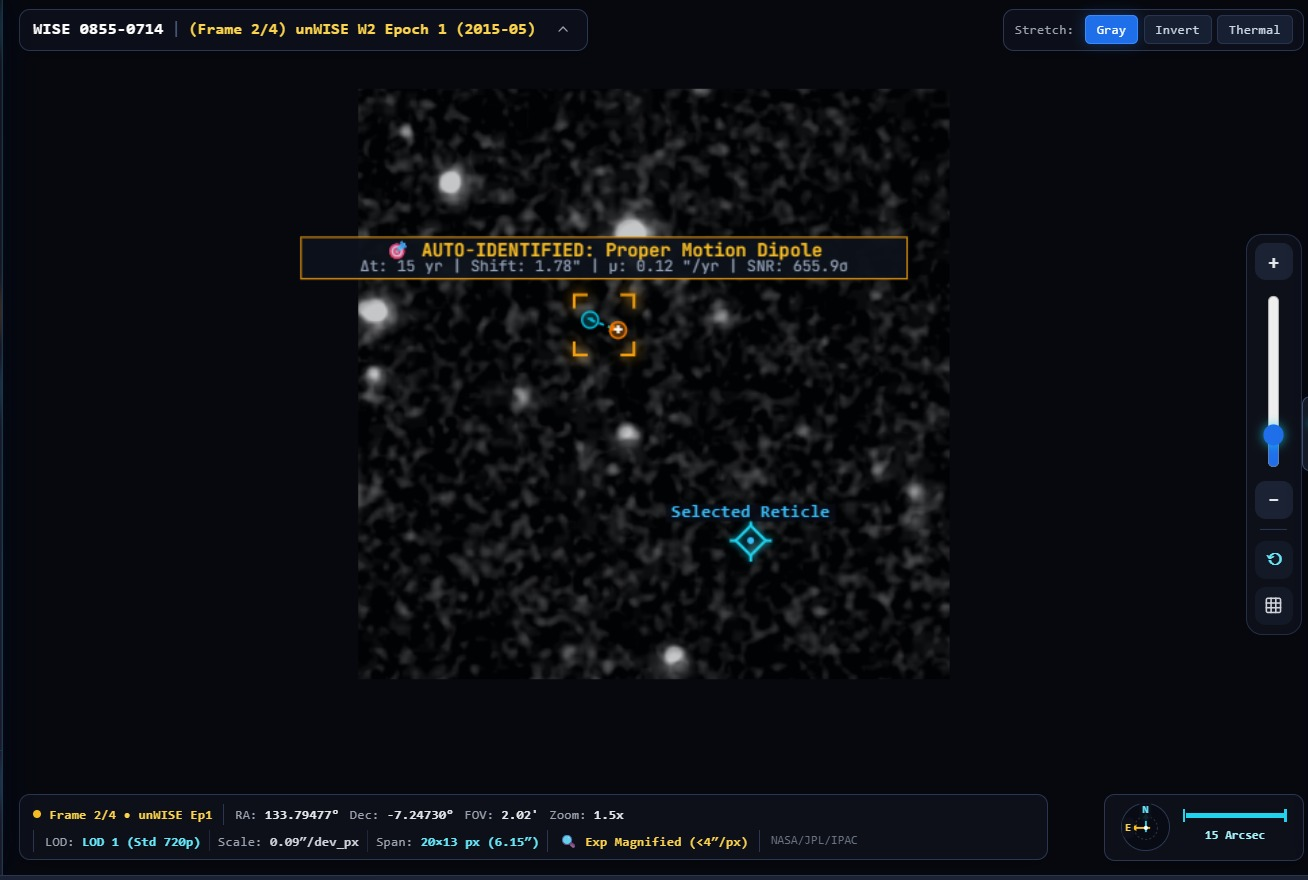 WISE 0855-0714 | (Frame 2/4) unWISE W2 Epoch 1 (2015-05)
Stretch: Gray Invert Thermal
🎯 AUTO-IDENTIFIED: Proper Motion Dipole
Δt: 15 yr | Shift: 1.78" | μ: 0.12 "/yr | SNR: 655.9σ
+
Selected Reticle
−
Frame 2/4 • unWISE Ep1 RA: 133.79477° Dec: -7.24730° FOV: 2.02' Zoom: 1.5x
LOD: LOD 1 (Std 720p) Scale: 0.09″/dev_px Span: 20×13 px (6.15″) 🔍 Exp Magnified (<4″/px) NASA/JPL/IPAC
N
E
15 Arcsec